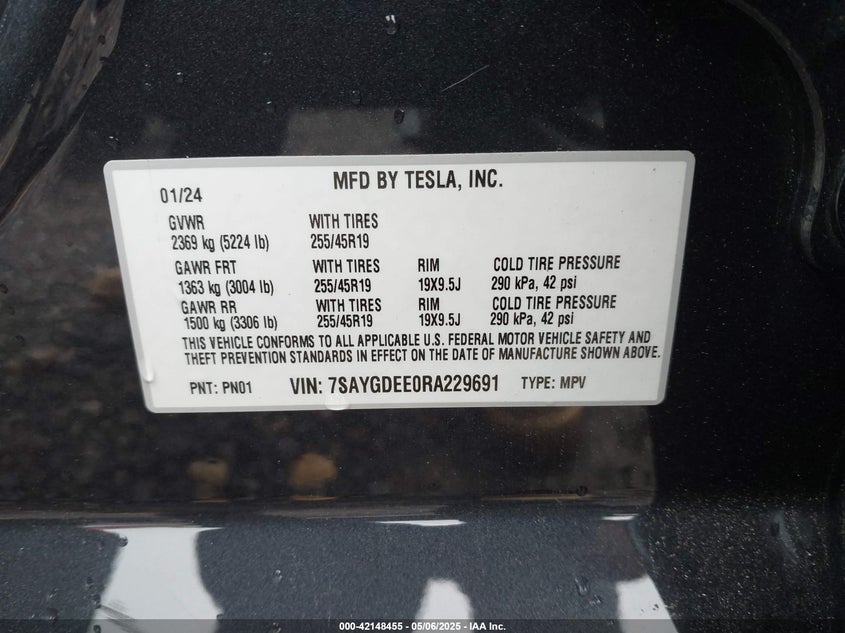 MFD BY TESLA, INC.
01/24
GVWR WITH TIRES
2369 kg (5224 lb) 255/45R19
GAWR FRT WITH TIRES RIM COLD TIRE PRESSURE
1363 kg (3004 lb) 255/45R19 19X9.5J 290 kPa, 42 psi
GAWR RR WITH TIRES RIM COLD TIRE PRESSURE
1500 kg (3306 lb) 255/45R19 19X9.5J 290 kPa, 42 psi
THIS VEHICLE CONFORMS TO ALL APPLICABLE U.S. FEDERAL MOTOR VEHICLE SAFETY AND
THEFT PREVENTION STANDARDS IN EFFECT ON THE DATE OF MANUFACTURE SHOWN ABOVE.
PNT: PN01 VIN: 7SAYGDEE0RA229691 TYPE: MPV
000-42148455 - 05/06/2025 - IAA Inc.